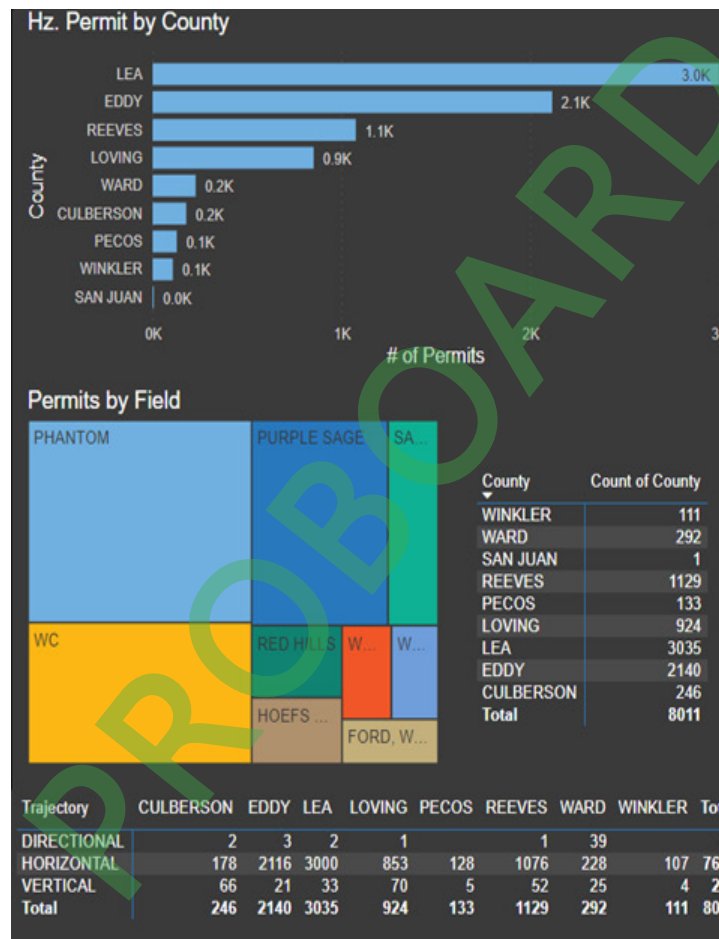 Hz. Permit by County
County
LEA 3.0K
EDDY 2.1K
REEVES 1.1K
LOVING 0.9K
WARD 0.2K
CULBERSON 0.2K
PECOS 0.1K
WINKLER 0.1K
SAN JUAN 0.0K
0K 1K 2K 3
# of Permits
Permits by Field
PHANTOM PURPLE SAGE... SA...
WC RED HILLS W... W...
HOEFS ... FORD, W...
County Count of County
WINKLER 111
WARD 292
SAN JUAN 1
REEVES 1129
PECOS 133
LOVING 924
LEA 3035
EDDY 2140
CULBERSON 246
Total 8011
Trajectory CULBERSON EDDY LEA LOVING PECOS REEVES WARD WINKLER To
DIRECTIONAL 2 3 2 1 1 39
HORIZONTAL 178 2116 3000 853 128 1076 228 107 76
VERTICAL 66 21 33 70 5 52 25 4 2
Total 246 2140 3035 924 133 1129 292 111 80
PROBOARD